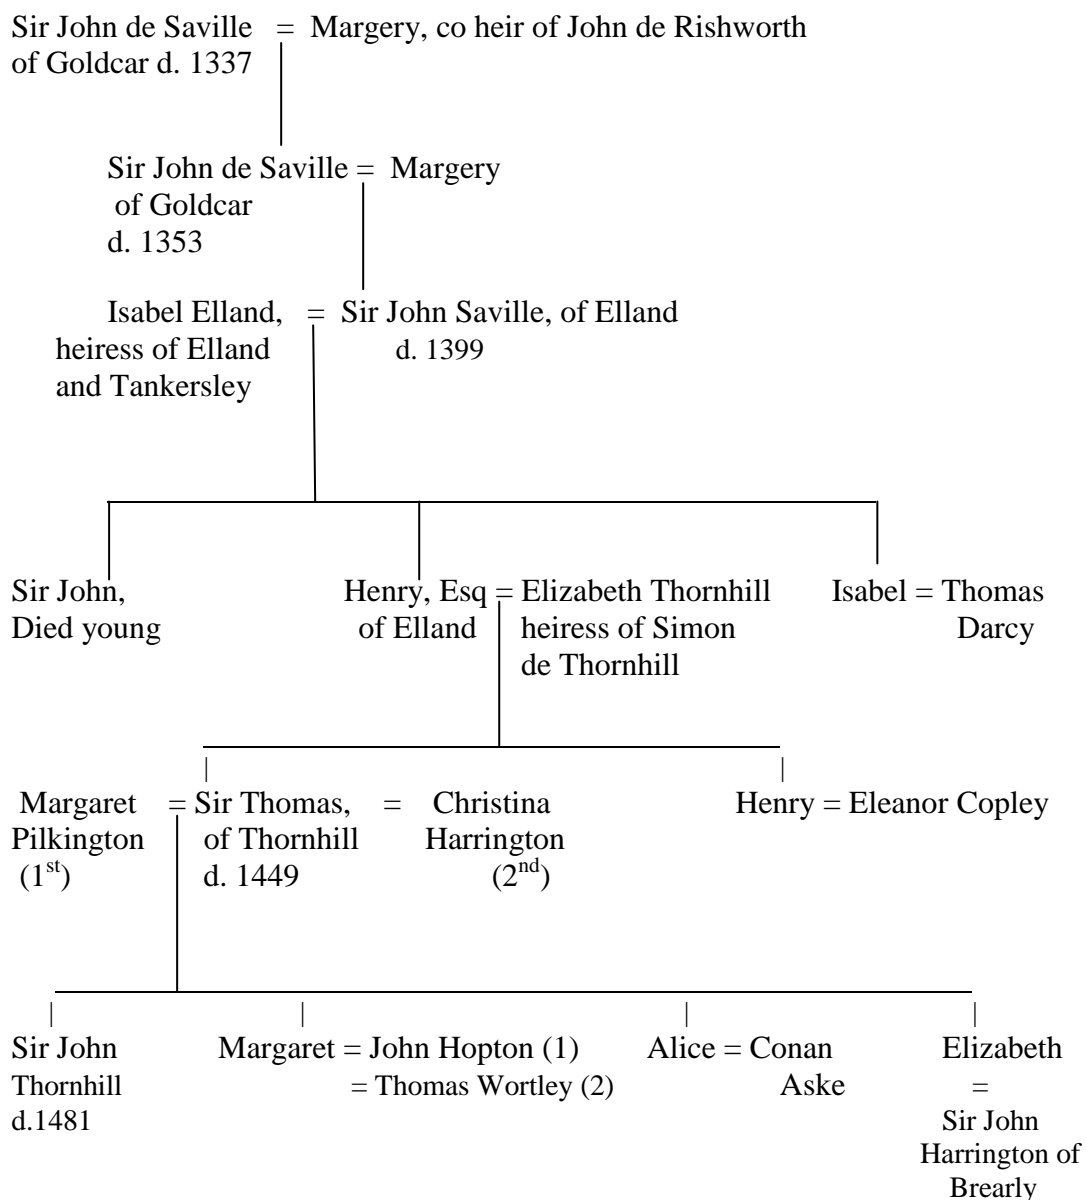 Sir John de Saville = Margery, co heir of John de Rishworth
of Goldcar d. 1337
Sir John de Saville = Margery
of Goldcar
d. 1353
Isabel Elland, = Sir John Saville, of Elland
heiress of Elland d. 1399
and Tankersley
Sir John, Henry, Esq = Elizabeth Thornhill Isabel = Thomas
Died young of Elland heiress of Simon Darcy
de Thornhill
Margaret = Sir Thomas, = Christina Henry = Eleanor Copley
Pilkington of Thornhill Harrington
(1st) d. 1449 (2nd)
Sir John Margaret = John Hopton (1) Alice = Conan Elizabeth
Thornhill = Thomas Wortley (2) Aske =
d.1481 Sir John
Harrington of
Brearly